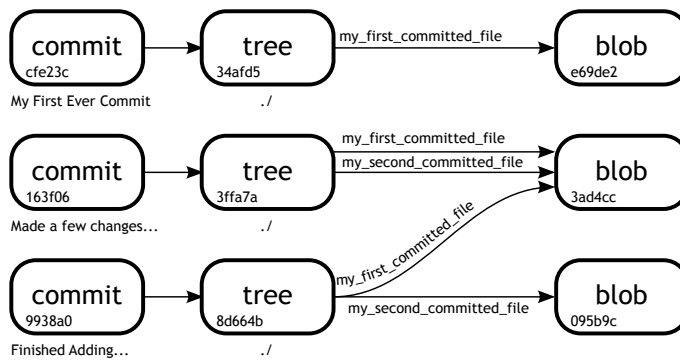 commit
cfe23c
My First Ever Commit
tree
34afd5
./
my_first_committed_file
blob
e69de2
commit
163f06
Made a few changes...
tree
3ffa7a
./
my_first_committed_file
my_second_committed_file
blob
3ad4cc
commit
9938a0
Finished Adding...
tree
8d664b
./
my_first_committed_file
my_second_committed_file
blob
095b9c